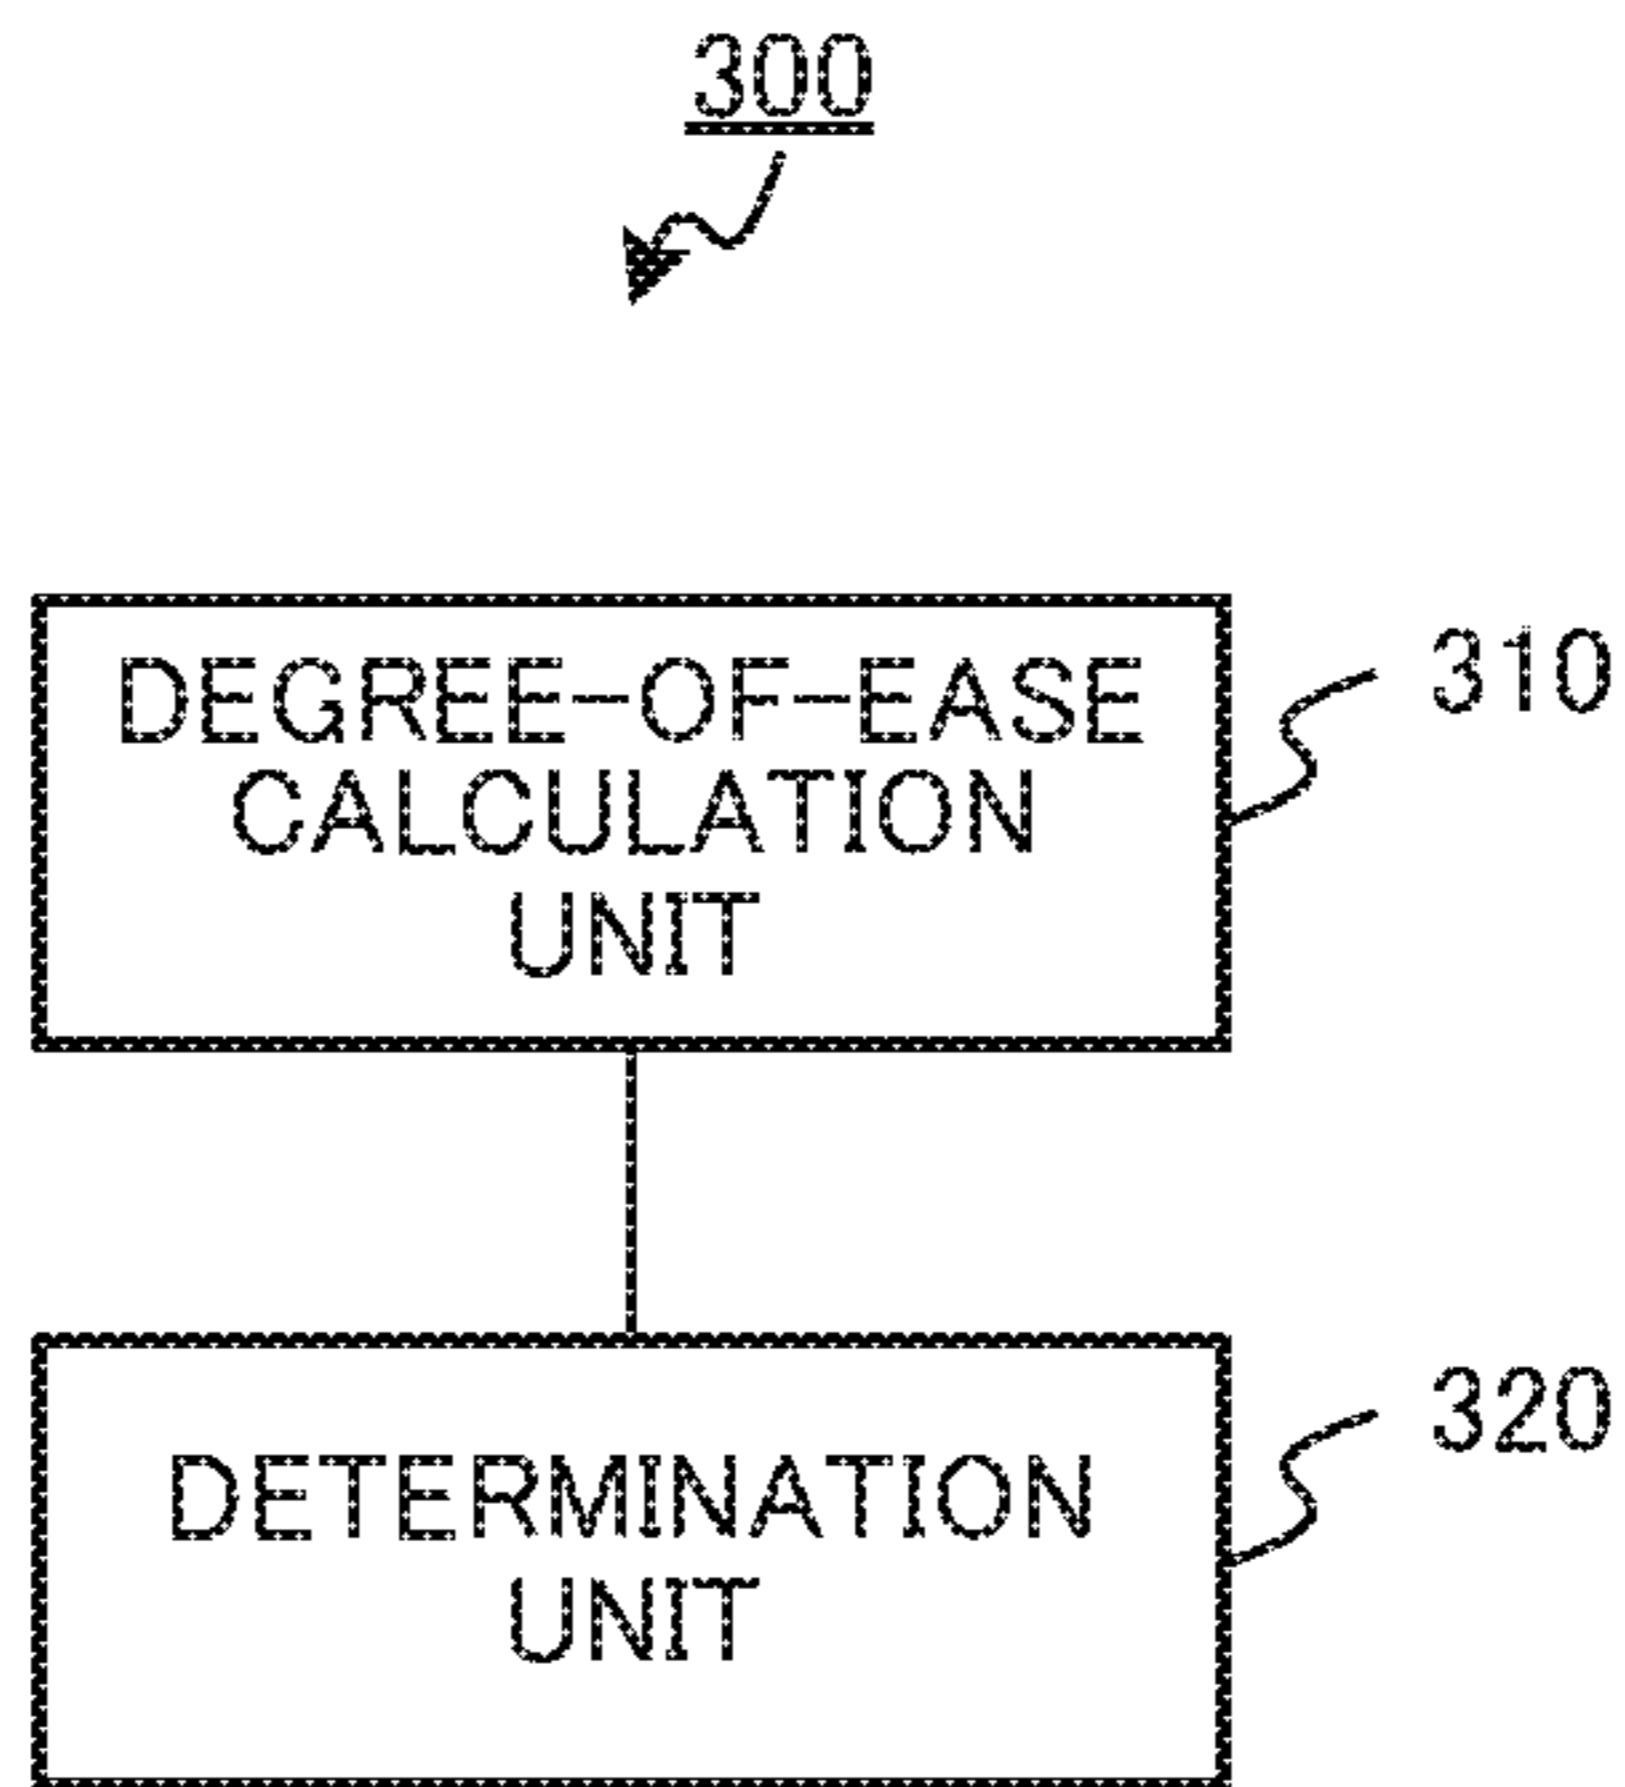 300
DEGREE-OF-EASE
CALCULATION
UNIT
310
DETERMINATION
UNIT
320